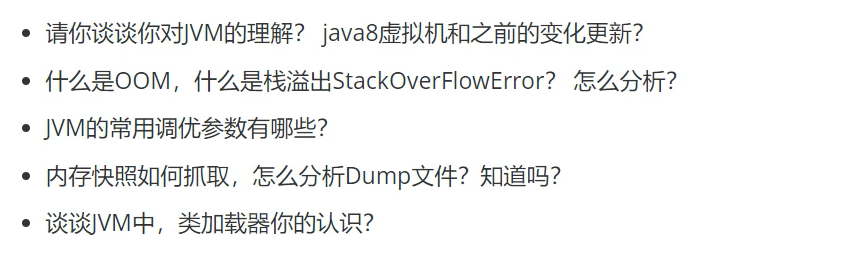 请你谈谈你对JVM的理解？ java8虚拟机和之前的变化更新？
什么是OOM，什么是栈溢出StackOverFlowError？ 怎么分析？
JVM的常用调优参数有哪些？
内存快照如何抓取，怎么分析Dump文件？知道吗？
谈谈JVM中，类加载器你的认识？